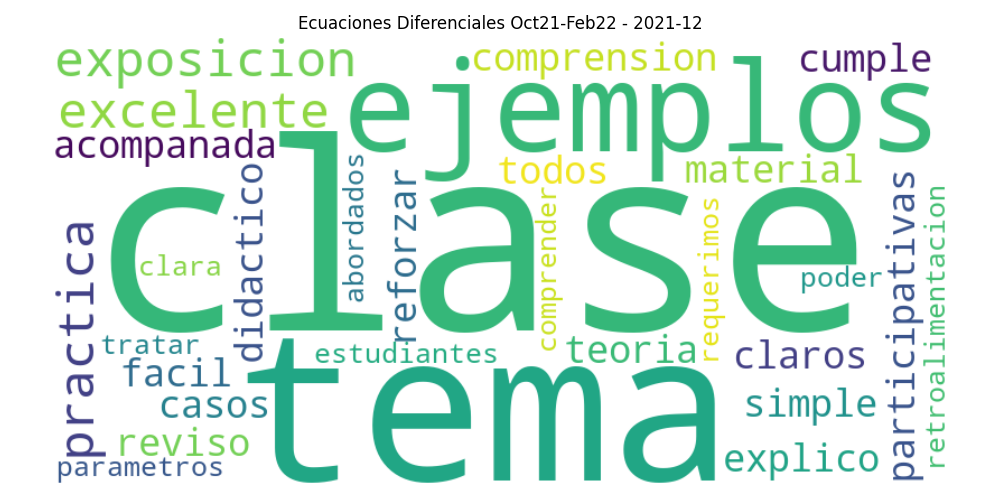 Ecuaciones Diferenciales Oct21-Feb22 - 2021-12
exposicion
comprension
cumple
excelente
ejemplos
acompanada
todos
material
clase
didactico
abordados
reforzar
comprender
requerimos
participativas
retroalimentacion
practica
clara
poder
tratar
estudiantes
teoria
claros
facil
tema
casos
simple
reviso
explico
parametros